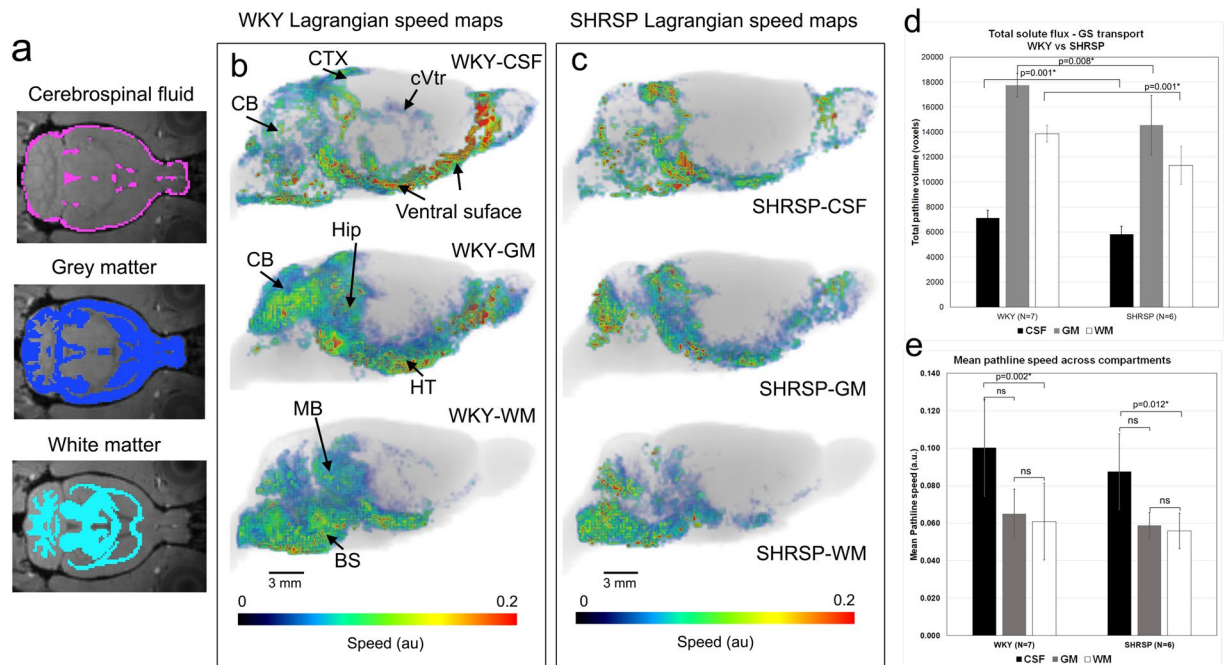 a
Cerebrospinal fluid
Grey matter
White matter
WKY Lagrangian speed maps
b
CTX
WKY-CSF
cVtr
CB
Ventral suface
Hip
WKY-GM
CB
HT
MB
WKY-WM
BS
3 mm
0
0.2
Speed (au)
SHRSP Lagrangian speed maps
c
SHRSP-CSF
SHRSP-GM
SHRSP-WM
3 mm
0
0.2
Speed (au)
d
Total solute flux - GS transport
WKY vs SHRSP
p=0.008*
p=0.001*
p=0.001*
Total pathline volume (voxels)
20000
18000
16000
14000
12000
10000
8000
6000
4000
2000
0
WKY (N=7)
SHRSP (N=6)
CSF GM WM
e
Mean pathline speed across compartments
p=0.002*
p=0.012*
ns
ns
ns
ns
Mean Pathline speed (a.u.)
0.140
0.120
0.100
0.080
0.060
0.040
0.020
0.000
WKY (N=7)
SHRSP (N=6)
CSF GM WM